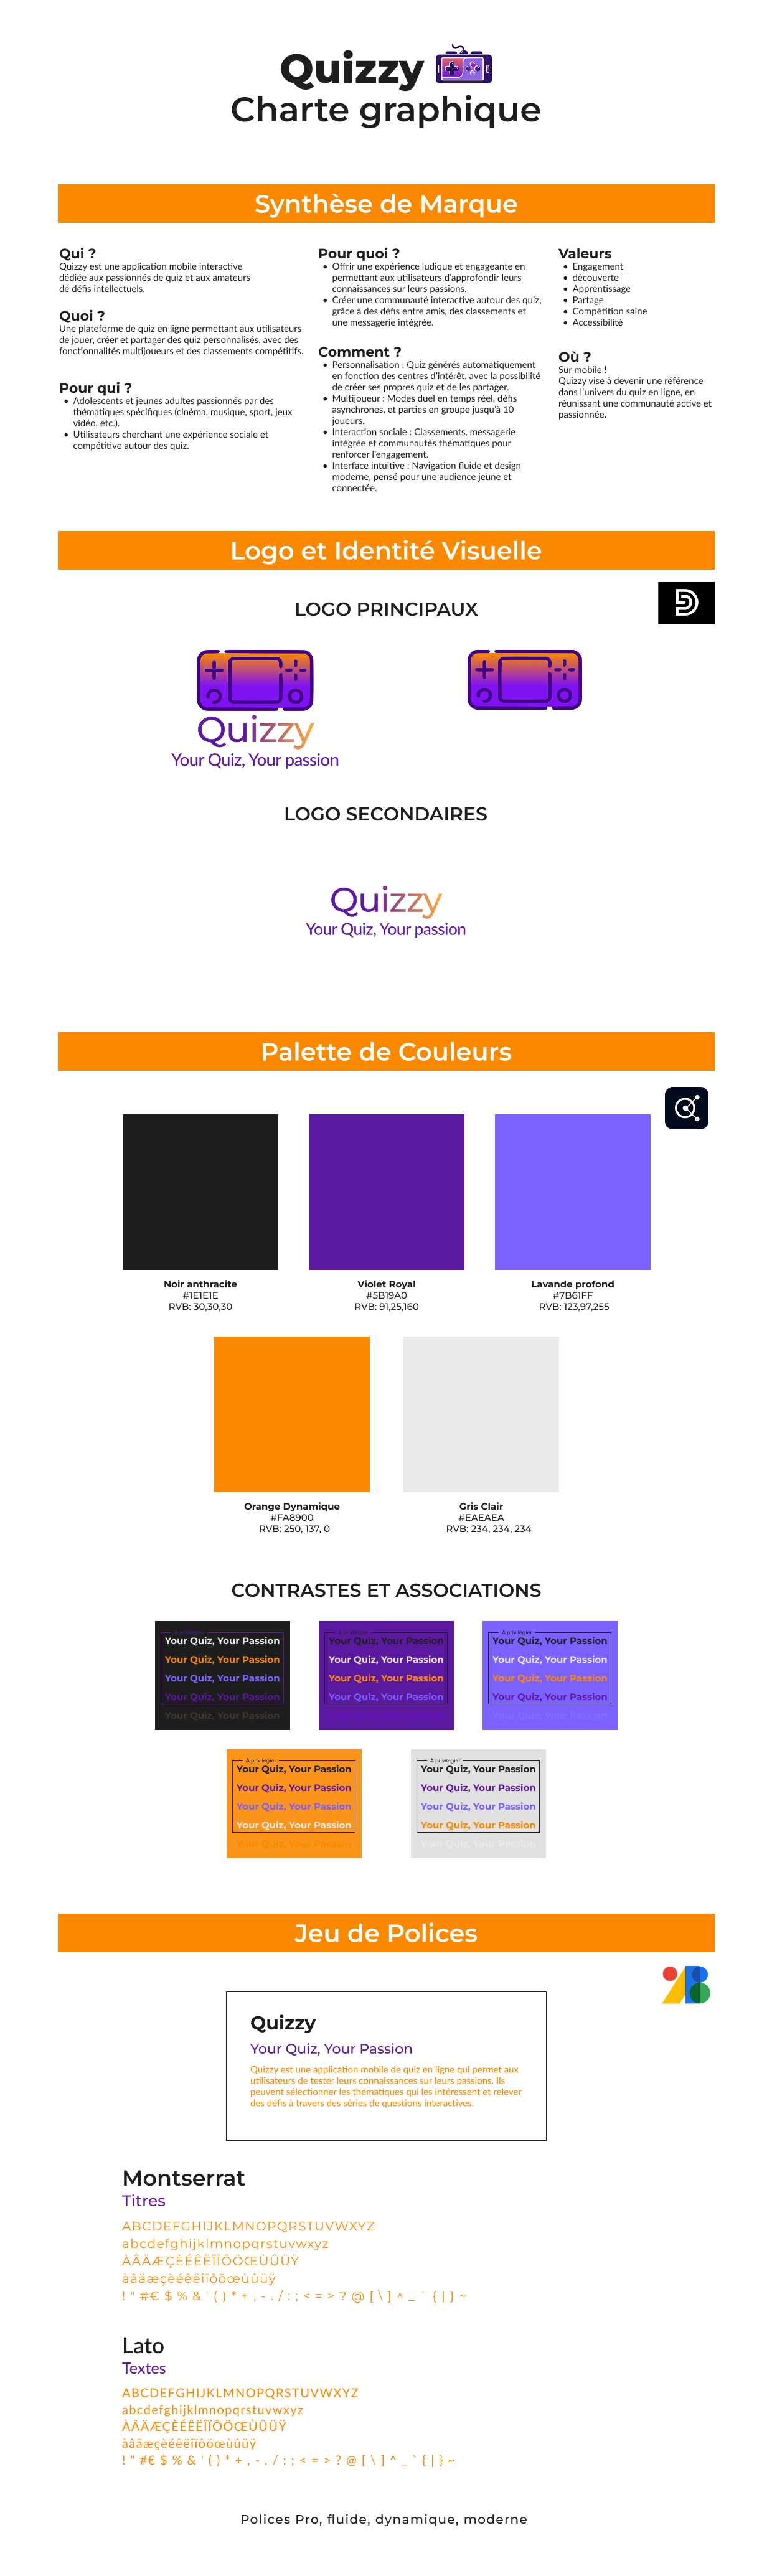 Quizzy
Charte graphique
Synthèse de Marque
Qui ?
Quizzy est une application mobile interactive
dédiée aux passionnés de quiz et aux amateurs
de défis intellectuels.
Quoi ?
Une plateforme de quiz en ligne permettant aux utilisateurs
de jouer, créer et partager des quiz personnalisés, avec des
fonctionnalités multijoueurs et des classements compétitifs.
Pour qui ?
• Adolescents et jeunes adultes passionnés par des
thématiques spécifiques (cinéma, musique, sport, jeux
vidéo, etc.).
• Utilisateurs cherchant une expérience sociale et
compétitive autour des quiz.
Pour quoi ?
• Offrir une expérience ludique et engageante en
permettant aux utilisateurs d'approfondir leurs
connaissances sur leurs passions.
• Créer une communauté interactive autour des quiz,
grâce à des défis entre amis, des classements et
une messagerie intégrée.
Comment ?
• Personnalisation : Quiz générés automatiquement
en fonction des centres d'intérêt, avec la possibilité
de créer ses propres quiz et de les partager.
• Multijoueur : Modes duel en temps réel, défis
asynchrones, et parties en groupe jusqu'à 10
joueurs.
• Interaction sociale : Classements, messagerie
intégrée et communautés thématiques pour
renforcer l'engagement.
• Interface intuitive : Navigation fluide et design
moderne, pensé pour une audience jeune et
connectée.
Valeurs
• Engagement
• découverte
• Apprentissage
• Partage
• Compétition saine
• Accessibilité
Où ?
Sur mobile !
Quizzy vise à devenir une référence
dans l'univers du quiz en ligne, en
réunissant une communauté active et
passionnée.
Logo et Identité Visuelle
LOGO PRINCIPAUX
Quizzy
Your Quiz, Your passion
LOGO SECONDAIRES
Quizzy
Your Quiz, Your passion
Palette de Couleurs
Noir anthracite
#1E1E1E
RVB: 30,30,30
Violet Royal
#5B19A0
RVB: 91,25,160
Lavande profond
#7B61FF
RVB: 123,97,255
Orange Dynamique
#FA8900
RVB: 250, 137, 0
Gris Clair
#EAEAEA
RVB: 234, 234, 234
CONTRASTES ET ASSOCIATIONS
À privilégier
Your Quiz, Your Passion
Your Quiz, Your Passion
Your Quiz, Your Passion
Your Quiz, Your Passion
Your Quiz, Your Passion
À privilégier
Your Quiz, Your Passion
Your Quiz, Your Passion
Your Quiz, Your Passion
Your Quiz, Your Passion
À privilégier
Your Quiz, Your Passion
Your Quiz, Your Passion
Your Quiz, Your Passion
Your Quiz, Your Passion
Your Quiz, Your Passion
À privilégier
Your Quiz, Your Passion
Your Quiz, Your Passion
Your Quiz, Your Passion
Your Quiz, Your Passion
Your Quiz, Your Passion
À privilégier
Your Quiz, Your Passion
Your Quiz, Your Passion
Your Quiz, Your Passion
Your Quiz, Your Passion
Your Quiz, Your Passion
Jeu de Polices
Quizzy
Your Quiz, Your Passion
Quizzy est une application mobile de quiz en ligne qui permet aux
utilisateurs de tester leurs connaissances sur leurs passions. Ils
peuvent sélectionner les thématiques qui les intéressent et relever
des défis à travers des séries de questions interactives.
Montserrat
Titres
ABCDEFGHIJKLMNOPQRSTUVWXYZ
abcdefghijklmnopqrstuvwxyz
ÀÂÄÆÇÈÉÊËÎÏÔÖŒÙÛÜŸ
àâäæçèéêëîïôöœùûüÿ
! " #€ $ % & ' ( ) * + , - . / : ; < = > ? @ [ \ ] ^ _ ` { | } ~
Lato
Textes
ABCDEFGHIJKLMNOPQRSTUVWXYZ
abcdefghijklmnopqrstuvwxyz
ÀÂÄÆÇÈÉÊËÎÏÔÖŒÙÛÜŸ
àâäæçèéêëîïôöœùûüÿ
! " #€ $ % & ' ( ) * + , - . / : ; < = > ? @ [ \ ] ^ _ ` { | } ~
Polices Pro, fluide, dynamique, moderne